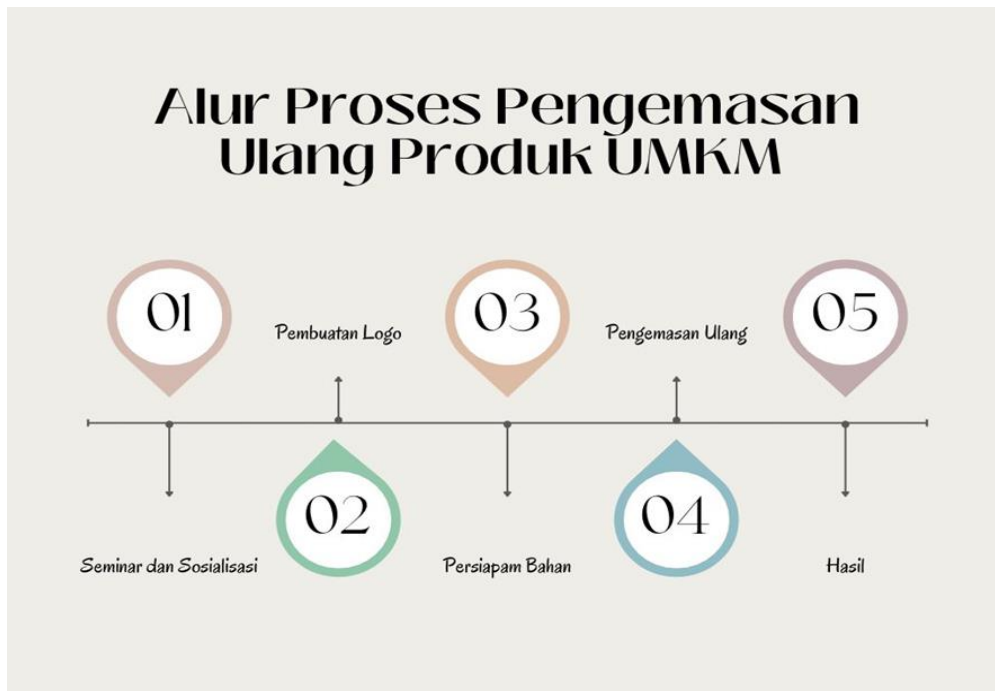 Alur Proses Pengemasan
Ulang Produk UMKM
01
Pembuatan Logo
03
Pengemasan Ulang
05
Seminar dan Sosialisasi
02
Persiapam Bahan
04
Hasil